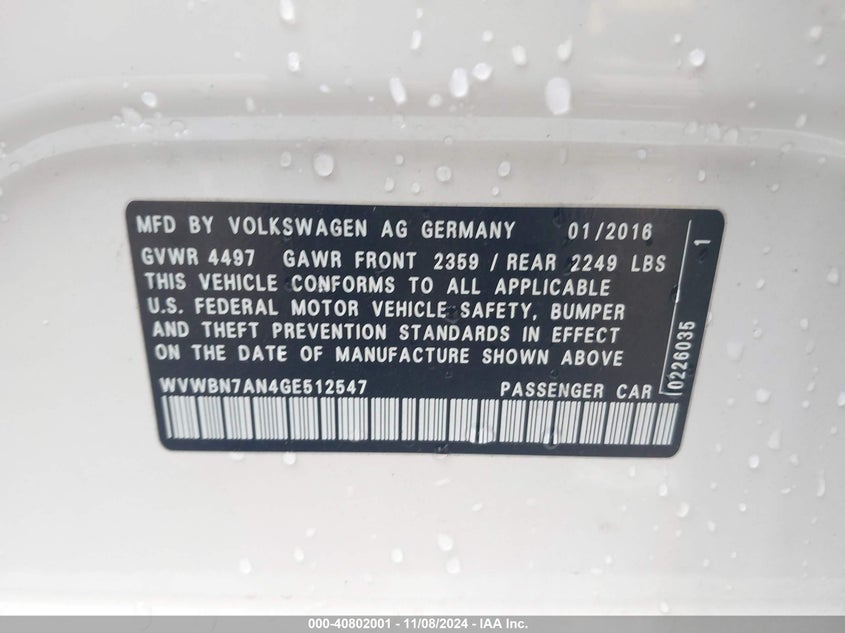 MFD BY VOLKSWAGEN AG GERMANY 01/2016
GVWR 4497 GAWR FRONT 2359 / REAR 2249 LBS
THIS VEHICLE CONFORMS TO ALL APPLICABLE
U.S. FEDERAL MOTOR VEHICLE SAFETY, BUMPER
AND THEFT PREVENTION STANDARDS IN EFFECT
ON THE DATE OF MANUFACTURE SHOWN ABOVE
WVWBN7AN4GE512547 PASSENGER CAR
0226035 1
000-40802001 - 11/08/2024 - IAA Inc.